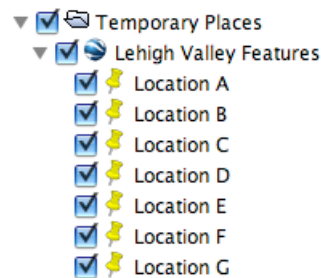 Temporary Places
Lehigh Valley Features
Location A
Location B
Location C
Location D
Location E
Location F
Location G